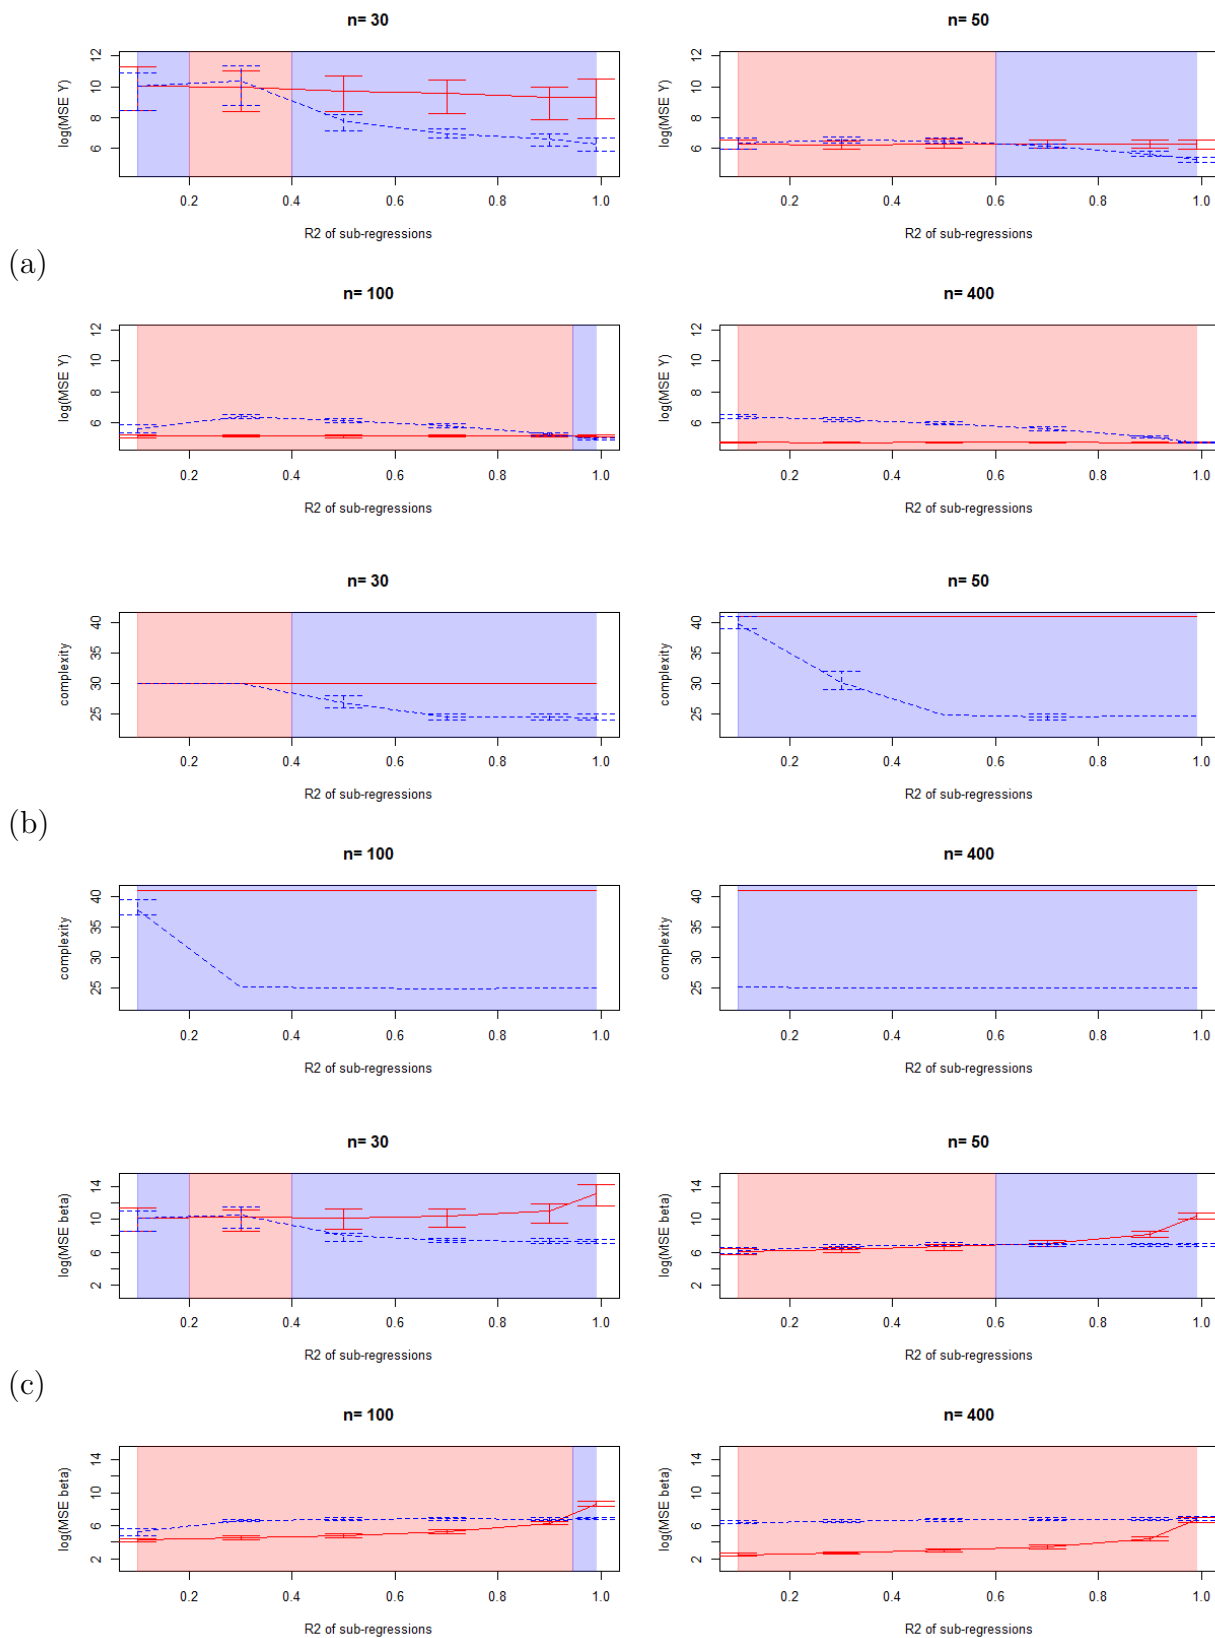 n= 30
n= 50
log(MSE Y)
6 8 10 12
0.2 0.4 0.6 0.8 1.0
R2 of sub-regressions
log(MSE Y)
6 8 10 12
0.2 0.4 0.6 0.8 1.0
R2 of sub-regressions
(a)
n= 100
n= 400
log(MSE Y)
6 8 10 12
0.2 0.4 0.6 0.8 1.0
R2 of sub-regressions
log(MSE Y)
6 8 10 12
0.2 0.4 0.6 0.8 1.0
R2 of sub-regressions
n= 30
n= 50
complexity
25 30 35 40
0.2 0.4 0.6 0.8 1.0
R2 of sub-regressions
complexity
25 30 35 40
0.2 0.4 0.6 0.8 1.0
R2 of sub-regressions
(b)
n= 100
n= 400
complexity
25 30 35 40
0.2 0.4 0.6 0.8 1.0
R2 of sub-regressions
complexity
25 30 35 40
0.2 0.4 0.6 0.8 1.0
R2 of sub-regressions
n= 30
n= 50
log(MSE beta)
2 6 10 14
0.2 0.4 0.6 0.8 1.0
R2 of sub-regressions
log(MSE beta)
2 6 10 14
0.2 0.4 0.6 0.8 1.0
R2 of sub-regressions
(c)
n= 100
n= 400
log(MSE beta)
2 6 10 14
0.2 0.4 0.6 0.8 1.0
R2 of sub-regressions
log(MSE beta)
2 6 10 14
0.2 0.4 0.6 0.8 1.0
R2 of sub-regressions